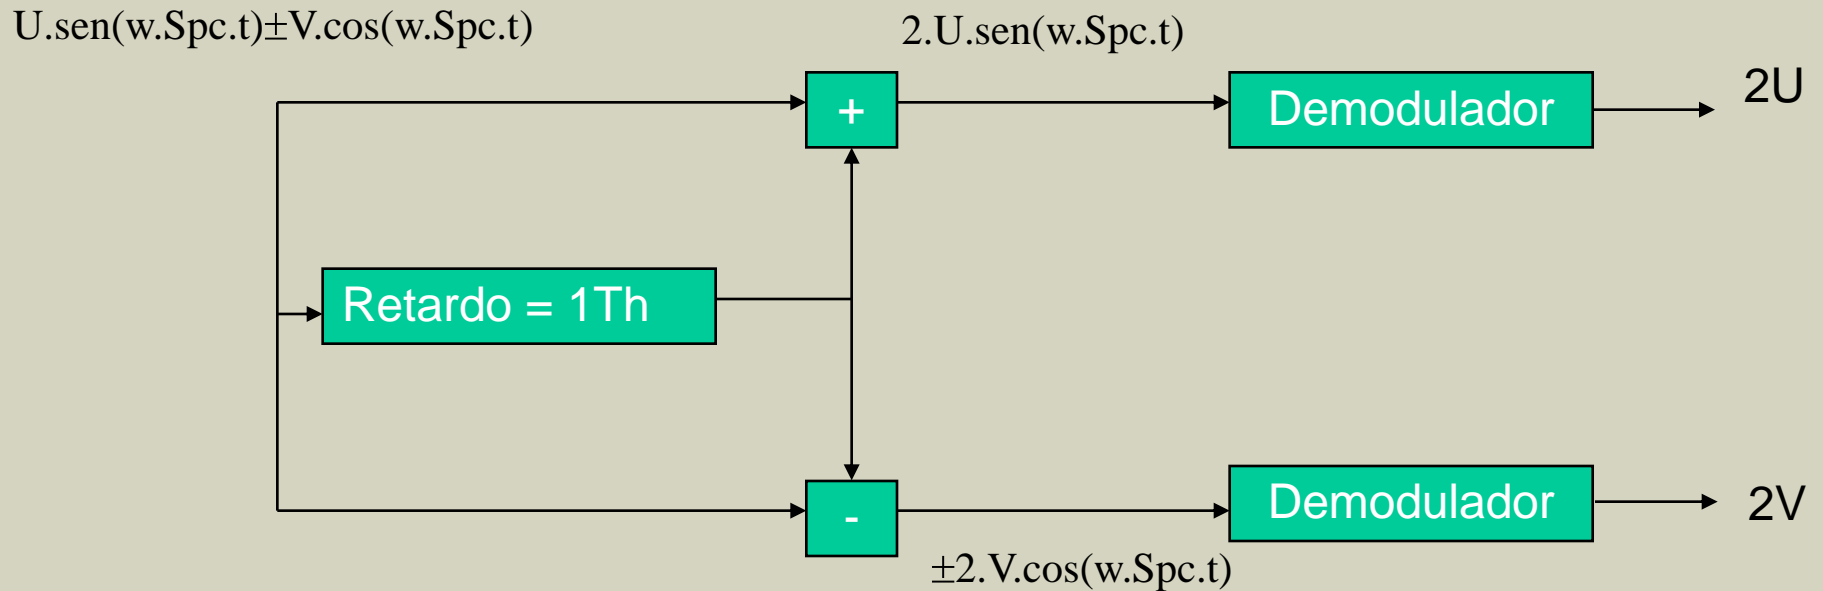 U.sen(w.Spc.t)±V.cos(w.Spc.t)
2.U.sen(w.Spc.t)
+
Demodulador
2U
Retardo = 1Th
-
Demodulador
2V
±2.V.cos(w.Spc.t)